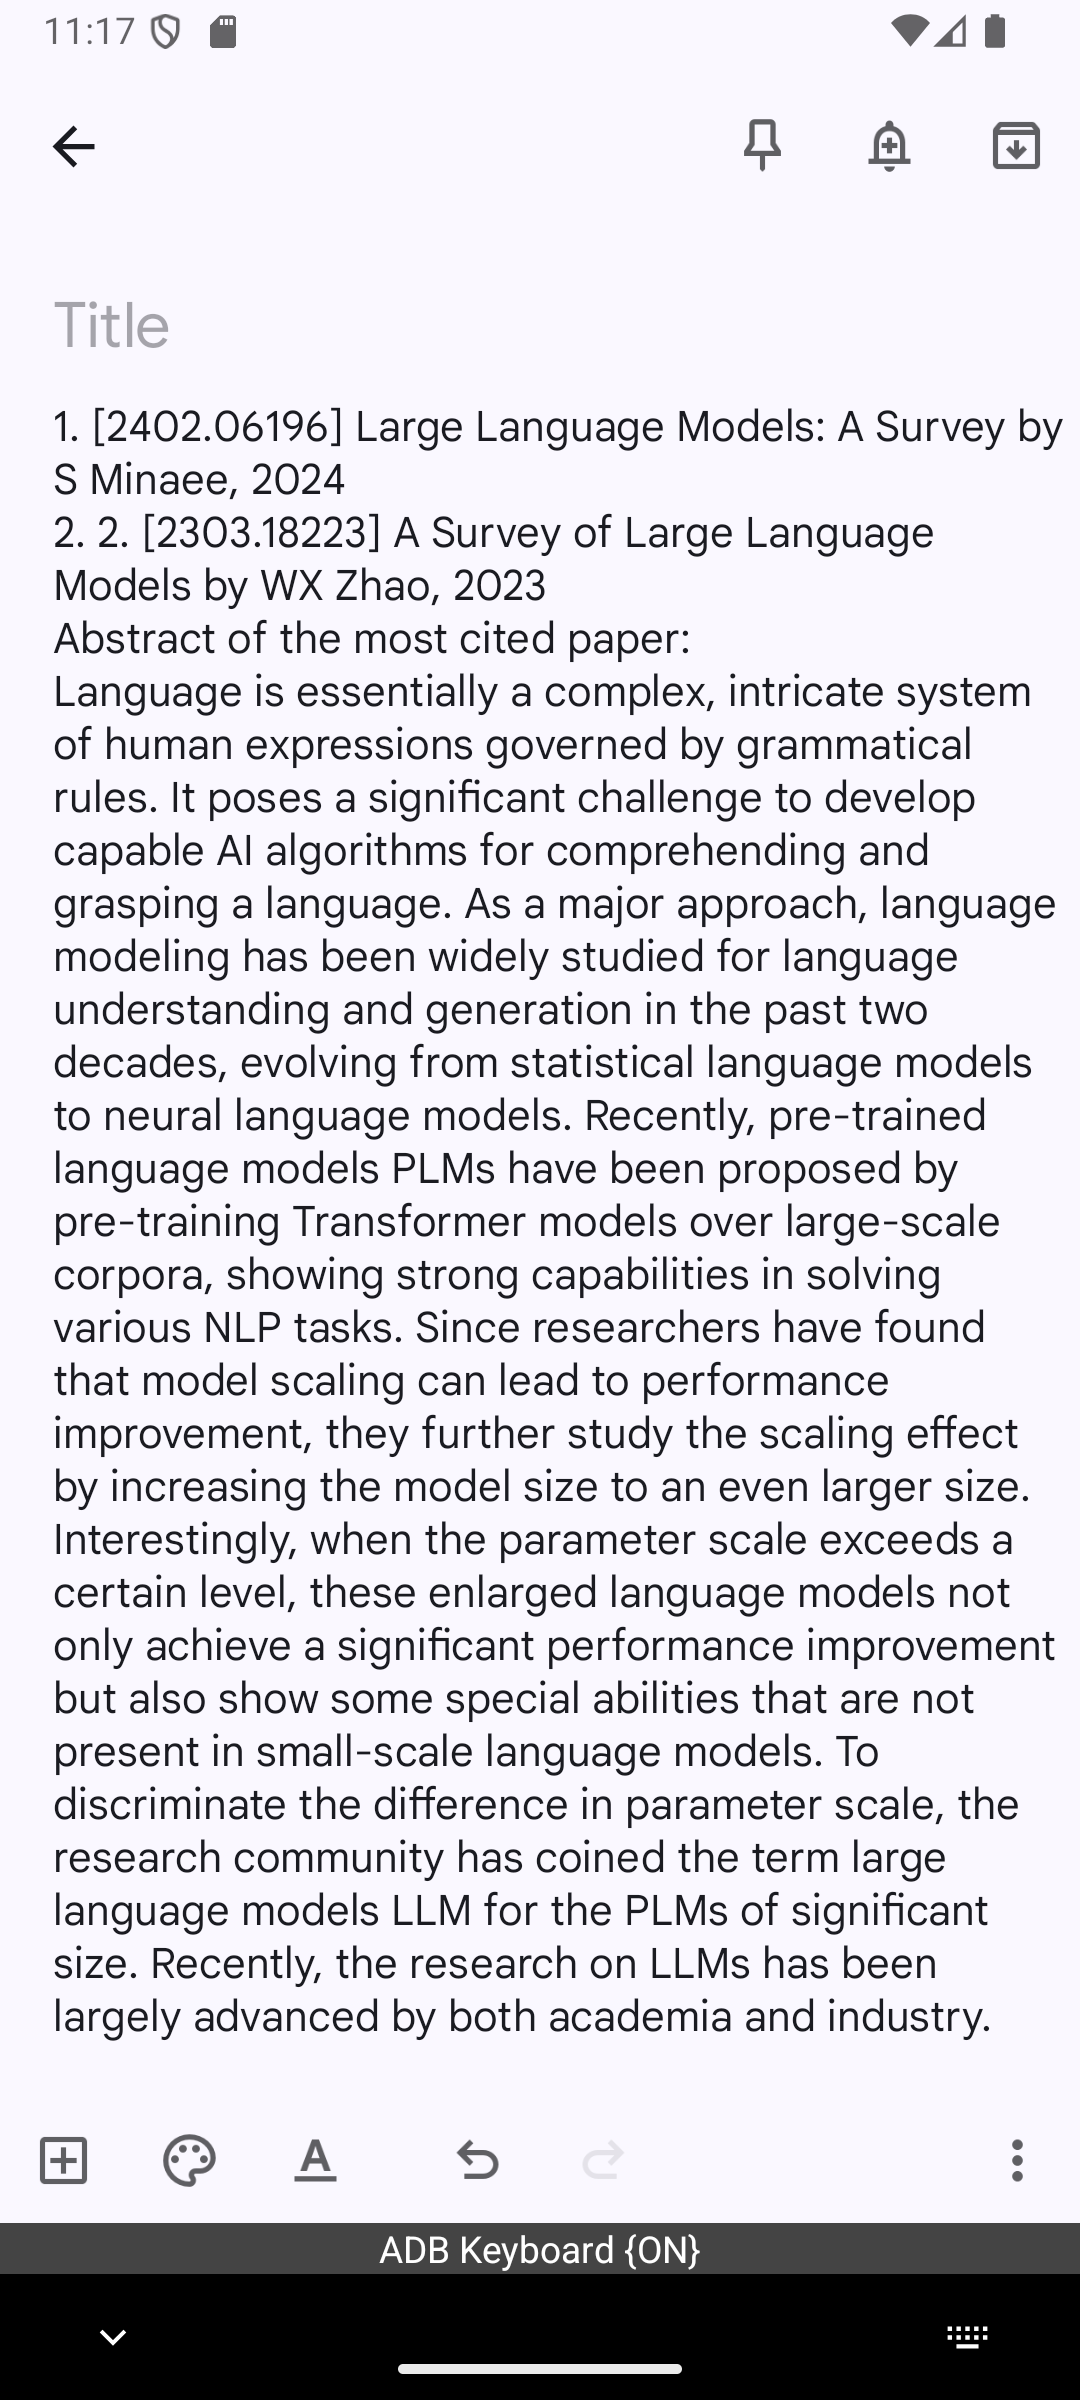 11:17
Title
1. [2402.06196] Large Language Models: A Survey by
S Minaee, 2024
2. 2. [2303.18223] A Survey of Large Language
Models by WX Zhao, 2023
Abstract of the most cited paper:
Language is essentially a complex, intricate system
of human expressions governed by grammatical
rules. It poses a significant challenge to develop
capable AI algorithms for comprehending and
grasping a language. As a major approach, language
modeling has been widely studied for language
understanding and generation in the past two
decades, evolving from statistical language models
to neural language models. Recently, pre-trained
language models PLMs have been proposed by
pre-training Transformer models over large-scale
corpora, showing strong capabilities in solving
various NLP tasks. Since researchers have found
that model scaling can lead to performance
improvement, they further study the scaling effect
by increasing the model size to an even larger size.
Interestingly, when the parameter scale exceeds a
certain level, these enlarged language models not
only achieve a significant performance improvement
but also show some special abilities that are not
present in small-scale language models. To
discriminate the difference in parameter scale, the
research community has coined the term large
language models LLM for the PLMs of significant
size. Recently, the research on LLMs has been
largely advanced by both academia and industry.
A
ADB Keyboard {ON}